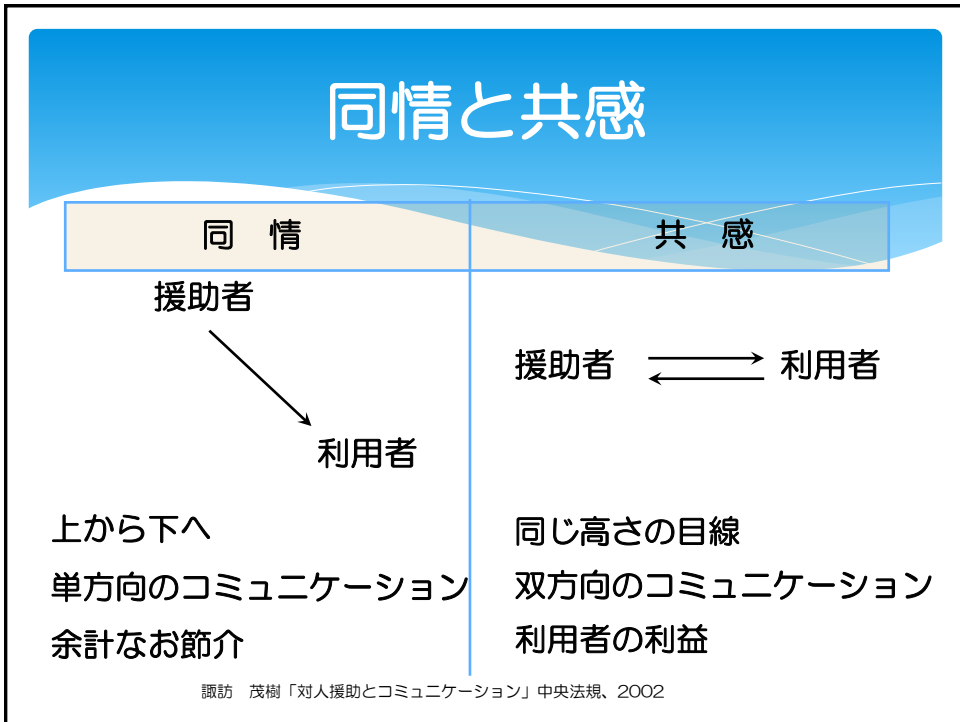 同情と共感
同　情
共　感
援助者
利用者
上から下へ
単方向のコミュニケーション
余計なお節介
援助者
利用者
同じ高さの目線
双方向のコミュニケーション
利用者の利益
諏訪　茂樹「対人援助とコミュニケーション」中央法規、2002